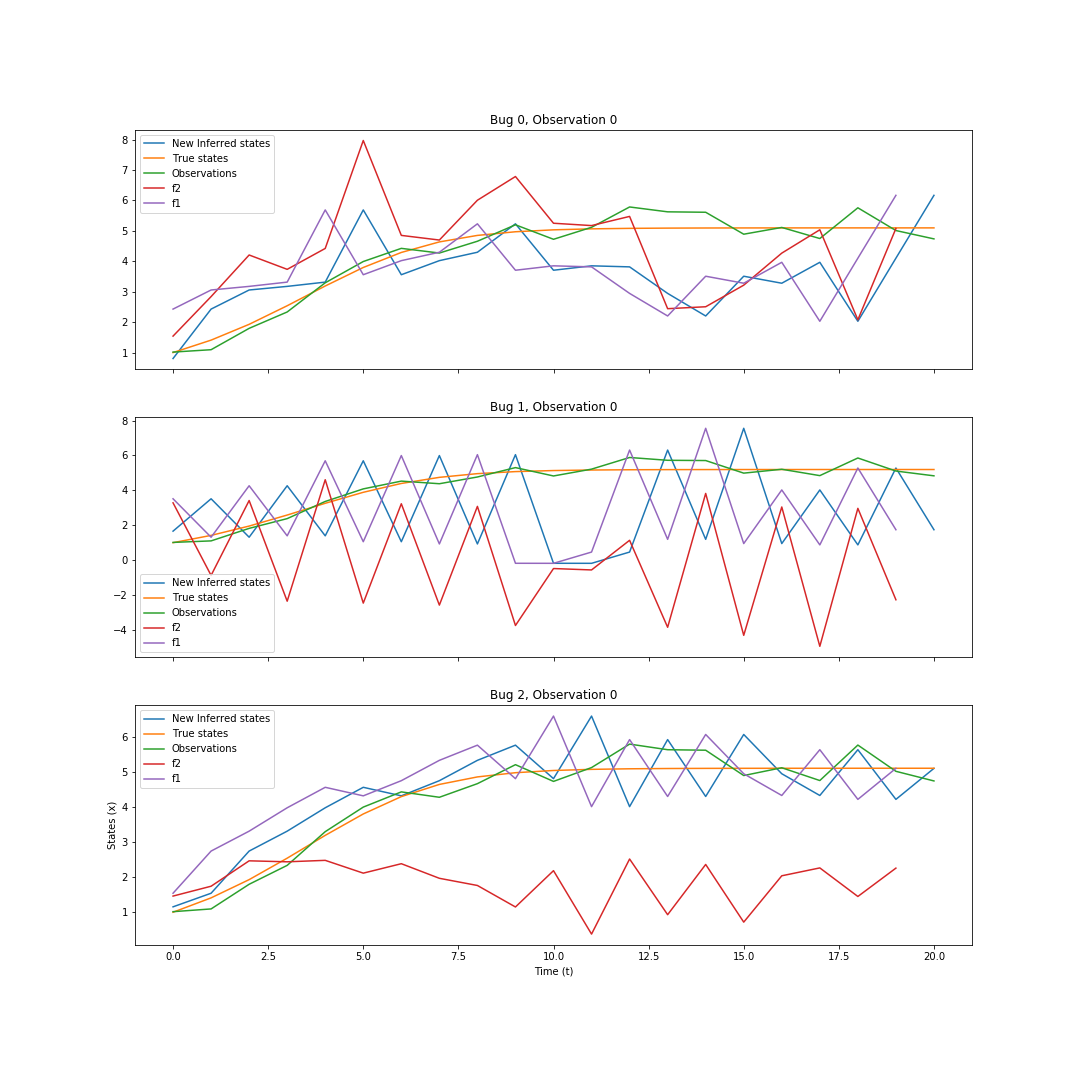 Bug 0, Observation 0
8
7
6
5
4
3
2
1
New Inferred states
True states
Observations
f2
f1
Bug 1, Observation 0
8
6
4
2
0
−2
−4
New Inferred states
True states
Observations
f2
f1
Bug 2, Observation 0
States (x)
6
5
4
3
2
1
New Inferred states
True states
Observations
f2
f1
0.0 2.5 5.0 7.5 10.0 12.5 15.0 17.5 20.0
Time (t)